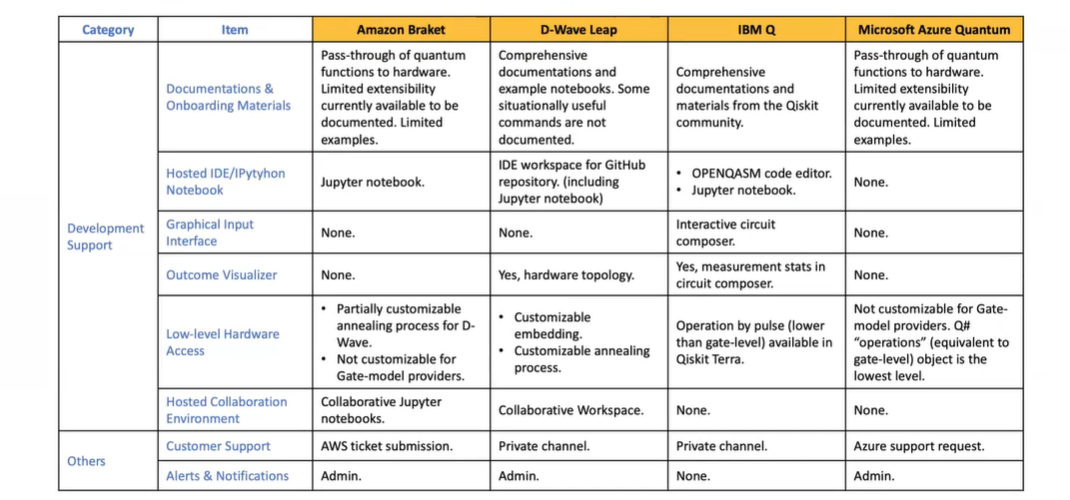 Category Item Amazon Braket D-Wave Leap IBM Q Microsoft Azure Quantum
Development
Support
Documentations &
Onboarding Materials
Pass-through of quantum
functions to hardware.
Limited extensibility
currently available to be
documented. Limited
examples.
Comprehensive
documentations and
example notebooks. Some
situationally useful
commands are not
documented.
Comprehensive
documentations and
materials from the Qiskit
community.
Pass-through of quantum
functions to hardware.
Limited extensibility
currently available to be
documented. Limited
examples.
Hosted IDE/IPytyhon
Notebook
Jupyter notebook.
IDE workspace for GitHub
repository. (including
Jupyter notebook)
• OPENQASM code editor.
• Jupyter notebook.
None.
Graphical Input
Interface
None.
None.
Interactive circuit
composer.
None.
Outcome Visualizer
None.
Yes, hardware topology.
Yes, measurement stats in
circuit composer.
None.
Low-level Hardware
Access
• Partially customizable
annealing process for D-
Wave.
• Not customizable for
Gate-model providers.
• Customizable
embedding.
• Customizable annealing
process.
Operation by pulse (lower
than gate-level) available in
Qiskit Terra.
Not customizable for Gate-
model providers. Q#
“operations” (equivalent to
gate-level) object is the
lowest level.
Hosted Collaboration
Environment
Collaborative Jupyter
notebooks.
Collaborative Workspace.
None.
None.
Others
Customer Support
AWS ticket submission.
Private channel.
Private channel.
Azure support request.
Alerts & Notifications
Admin.
Admin.
None.
Admin.